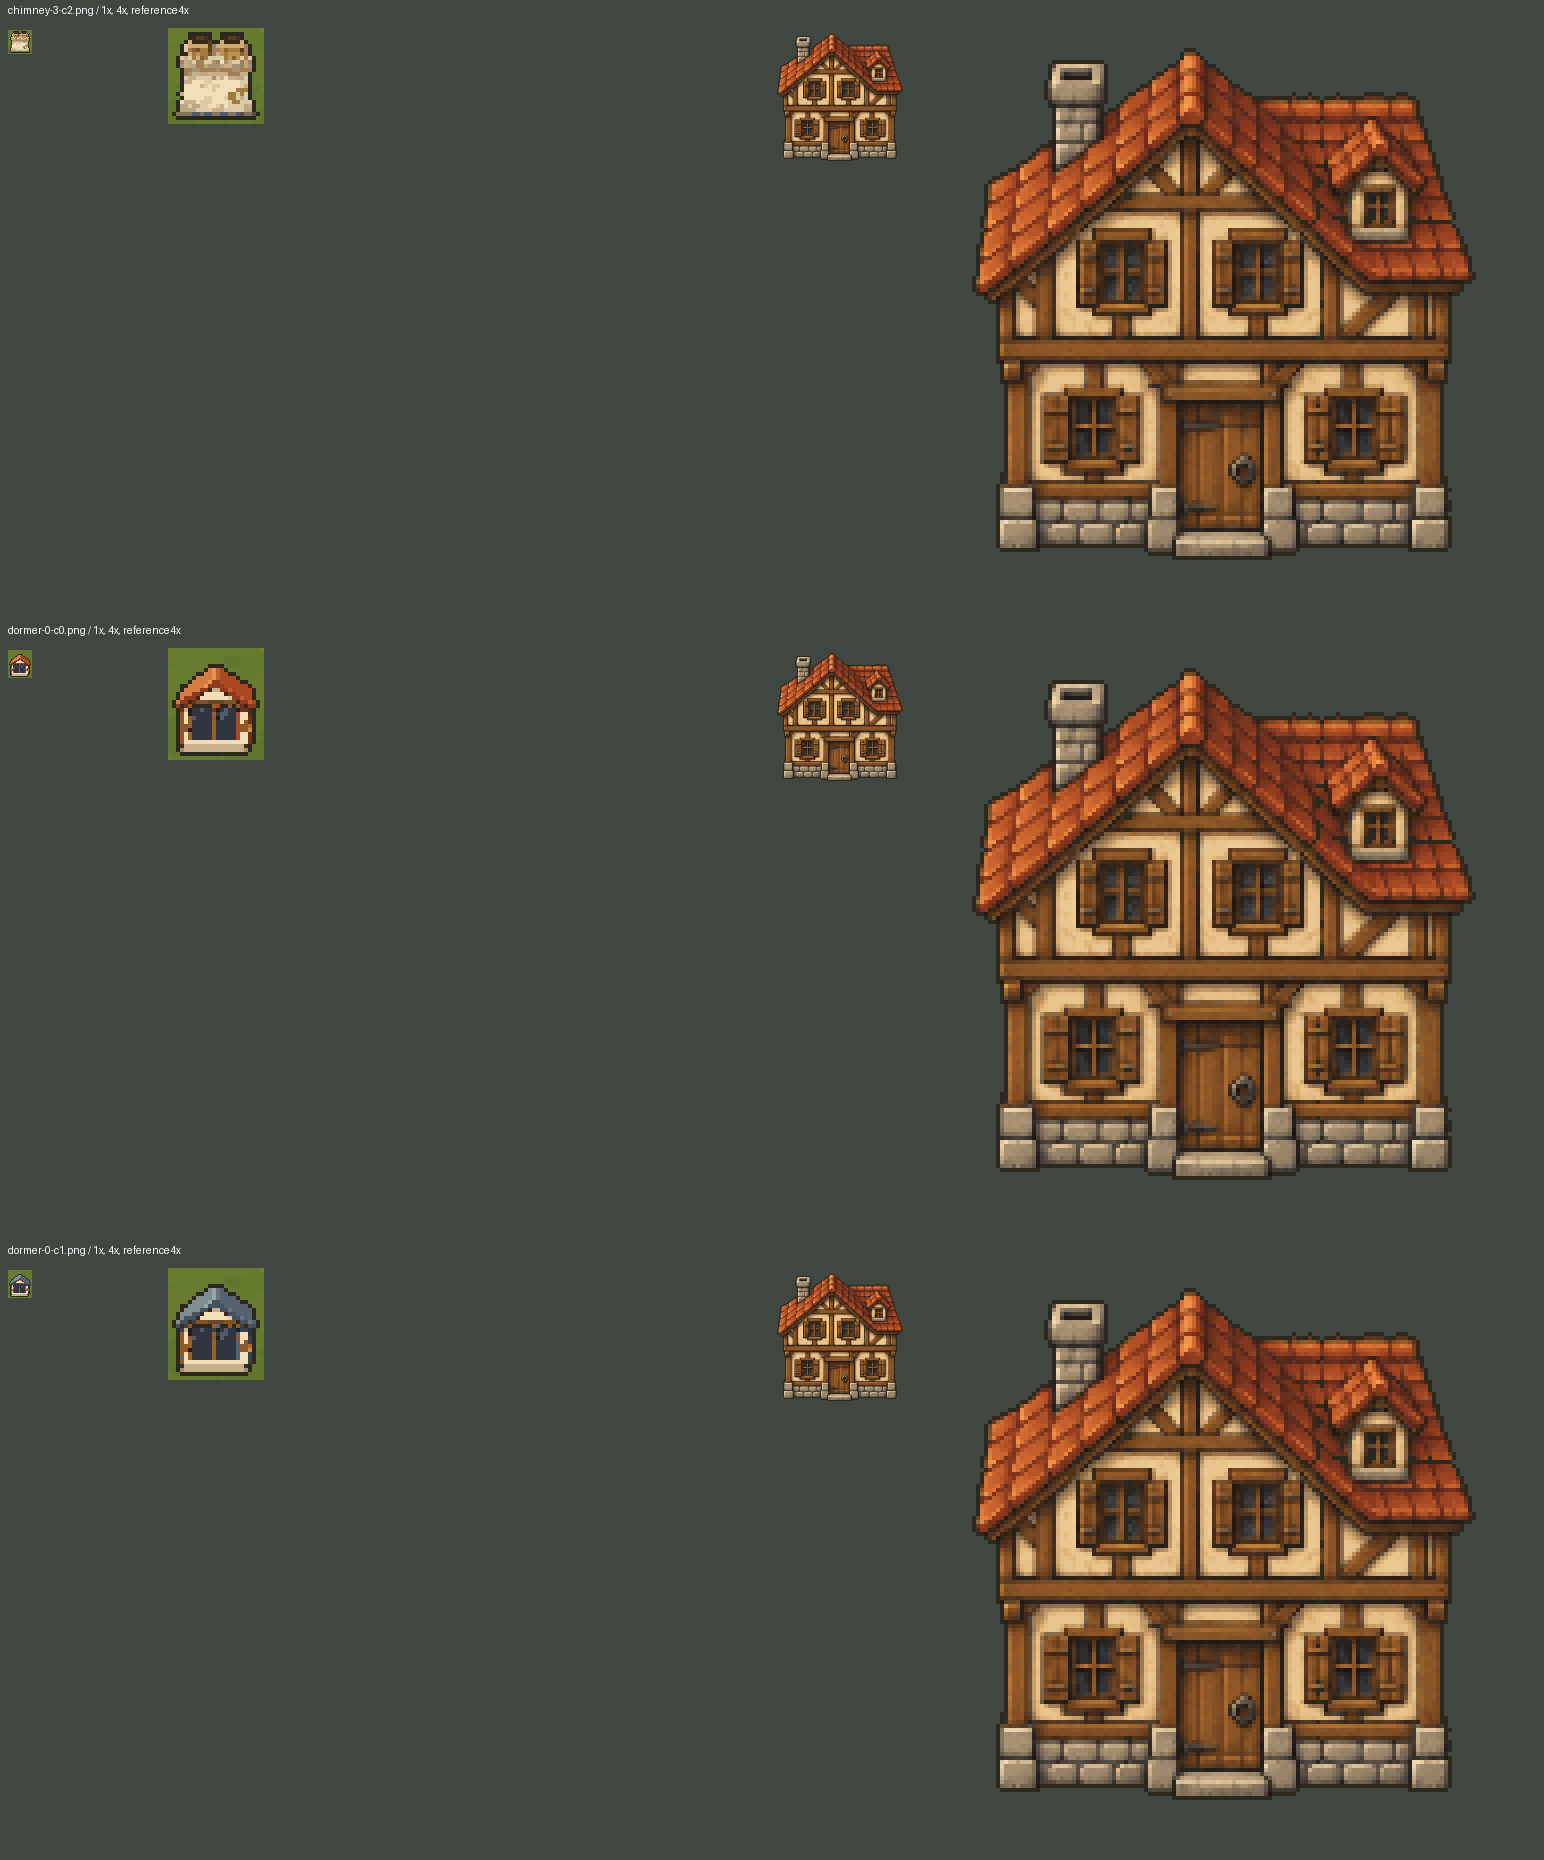 chimney-3-c2.png / 1x, 4x, reference4x
dormer-0-c0.png / 1x, 4x, reference4x
dormer-0-c1.png / 1x, 4x, reference4x